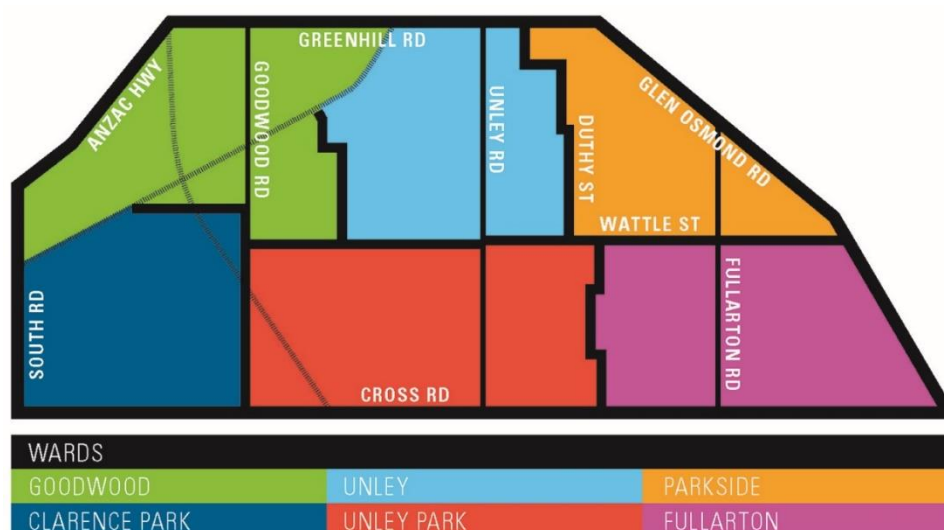 GREENHILL RD
ANZAC HWY
GOODWOOD RD
UNLEY RD
DUTHY ST
GLEN OSMOND RD
WATTLE ST
SOUTH RD
FULLARTON RD
CROSS RD
WARDS
GOODWOOD UNLEY PARKSIDE
CLARENCE PARK UNLEY PARK FULLARTON